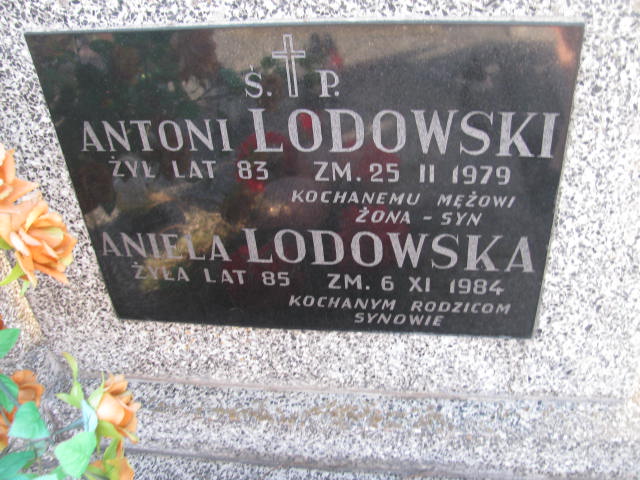 Ś. P.
ANTONI LODOWSKI
ŻYŁ LAT 83 ZM. 25 II 1979
KOCHANEMU MĘŻOWI
ŻONA - SYN
ANIELA LODOWSKA
ŻYŁA LAT 85 ZM. 6 XI 1984
KOCHANYM RODZICOM
SYNOWIE